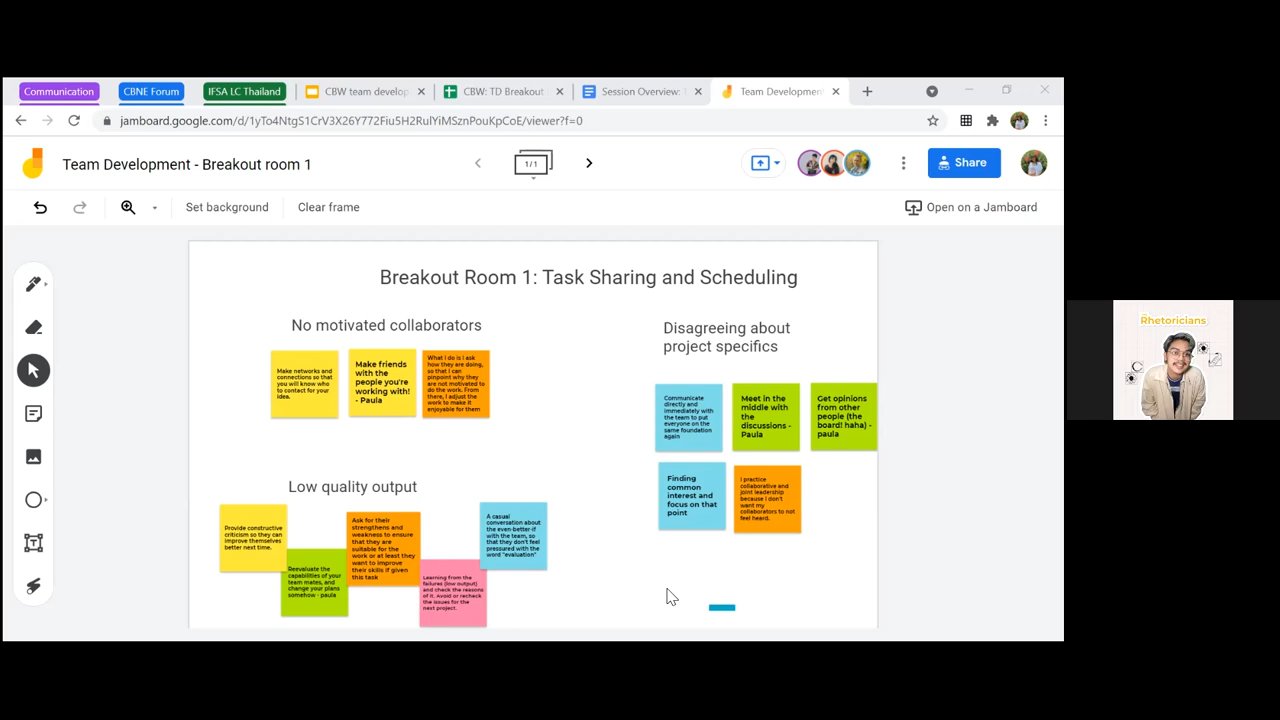 Communication
CBNE Forum
IFSA LC Thailand
CBW team develop
CBW: TD Breakout
Session Overview:
Team Development
jamboard.google.com/d/1yTo4NtgS1CrV3X26Y772Fiu5H2RulYiMSznPouKpCoE/viewer?f=0
Team Development - Breakout room 1
1/1
Share
Set background
Clear frame
Open on a Jamboard
Breakout Room 1: Task Sharing and Scheduling
No motivated collaborators
Make networks and
connections so that
you will know who
to contact for your
idea.
Make friends
with the
people you're
working with!
- Paula
What I do is I ask
how they are doing,
so that I can
pinpoint why they
are not motivated to
do the work. From
there, I adjust the
work to make it
enjoyable for them
Disagreeing about
project specifics
Communicate
directly and
immediately with
the team to put
everyone on the
same foundation
again
Meet in the
middle with
the
discussions -
Paula
Get opinions
from other
people (the
board! haha) -
paula
Finding
common
interest and
focus on that
point
I practice
collaborative and
joint leadership
because I don't
want my
collaborators to not
feel heard.
Low quality output
Provide constructive
criticism so they can
improve themselves
better next time.
Reevaluate the
capabilities of your
team mates, and
change your plans
somehow - paula
Ask for their
strengthens and
weakness to ensure
that they are
suitable for the
work or at least they
want to improve
their skills if given
this task
Learning from the
failures (low output)
and check the reasons
of it. Avoid or recheck
the issues for the
next project.
A casual
conversation about
the even-better-if
with the team, so
that they don't feel
pressured with the
word "evaluation"
Rhetoricians